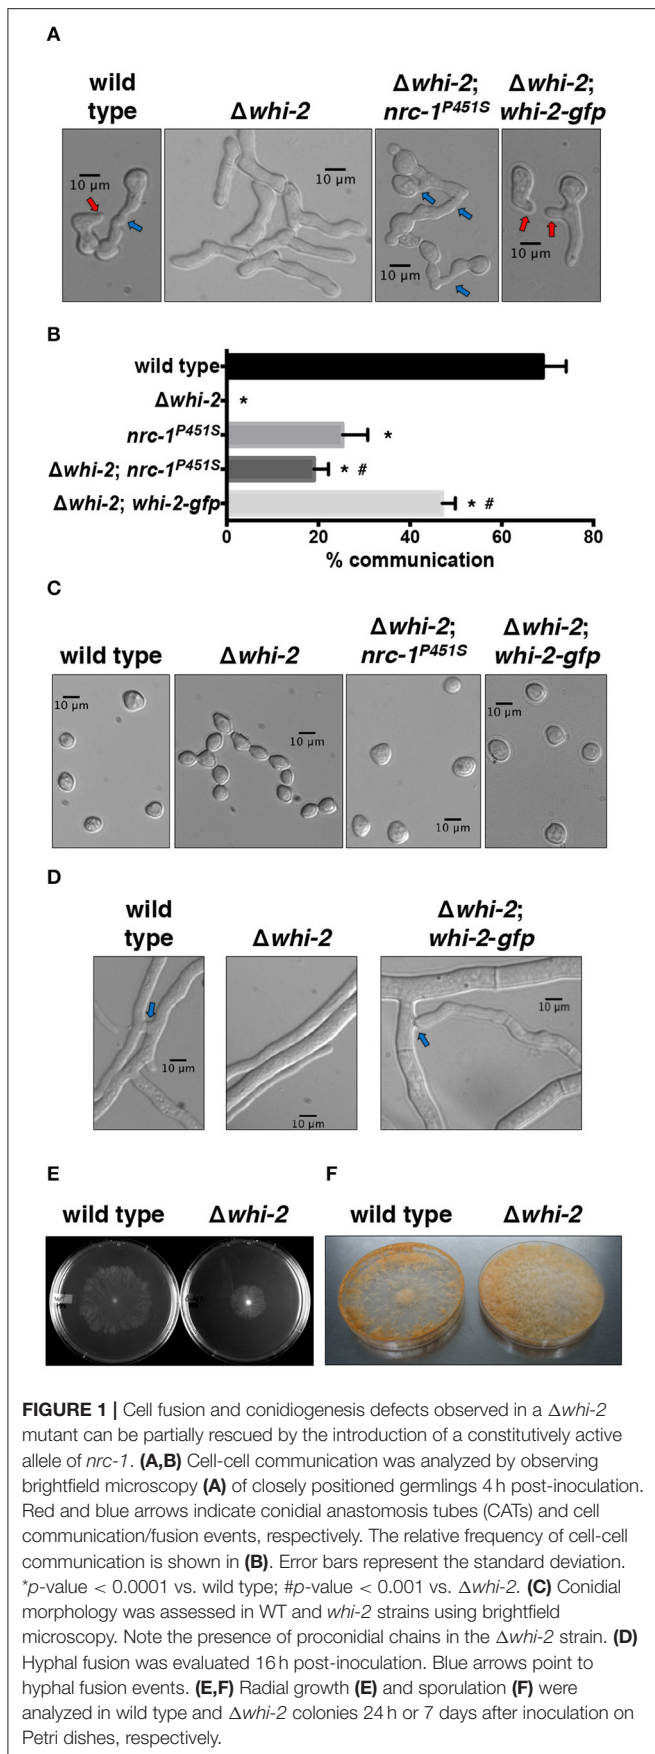 A
wild
type
Δwhi-2
Δwhi-2;
nrc-1P451S
Δwhi-2;
whi-2-gfp
10 μm
10 μm
10 μm
10 μm
B
wild type
Δwhi-2
*
nrc-1P451S
*
Δwhi-2; nrc-1P451S
* #
Δwhi-2; whi-2-gfp
* #
0 20 40 60 80
% communication
C
wild type
Δwhi-2
Δwhi-2;
nrc-1P451S
Δwhi-2;
whi-2-gfp
10 μm
10 μm
10 μm
10 μm
D
wild
type
Δwhi-2
Δwhi-2;
whi-2-gfp
10 μm
10 μm
10 μm
E
wild type
Δwhi-2
F
wild type
Δwhi-2
FIGURE 1 | Cell fusion and conidiogenesis defects observed in a Δwhi-2
mutant can be partially rescued by the introduction of a constitutively active
allele of nrc-1. (A,B) Cell-cell communication was analyzed by observing
brightfield microscopy (A) of closely positioned germlings 4 h post-inoculation.
Red and blue arrows indicate conidial anastomosis tubes (CATs) and cell
communication/fusion events, respectively. The relative frequency of cell-cell
communication is shown in (B). Error bars represent the standard deviation.
*p-value < 0.0001 vs. wild type; #p-value < 0.001 vs. Δwhi-2. (C) Conidial
morphology was assessed in WT and whi-2 strains using brightfield
microscopy. Note the presence of proconidial chains in the Δwhi-2 strain. (D)
Hyphal fusion was evaluated 16 h post-inoculation. Blue arrows point to
hyphal fusion events. (E,F) Radial growth (E) and sporulation (F) were
analyzed in wild type and Δwhi-2 colonies 24 h or 7 days after inoculation on
Petri dishes, respectively.